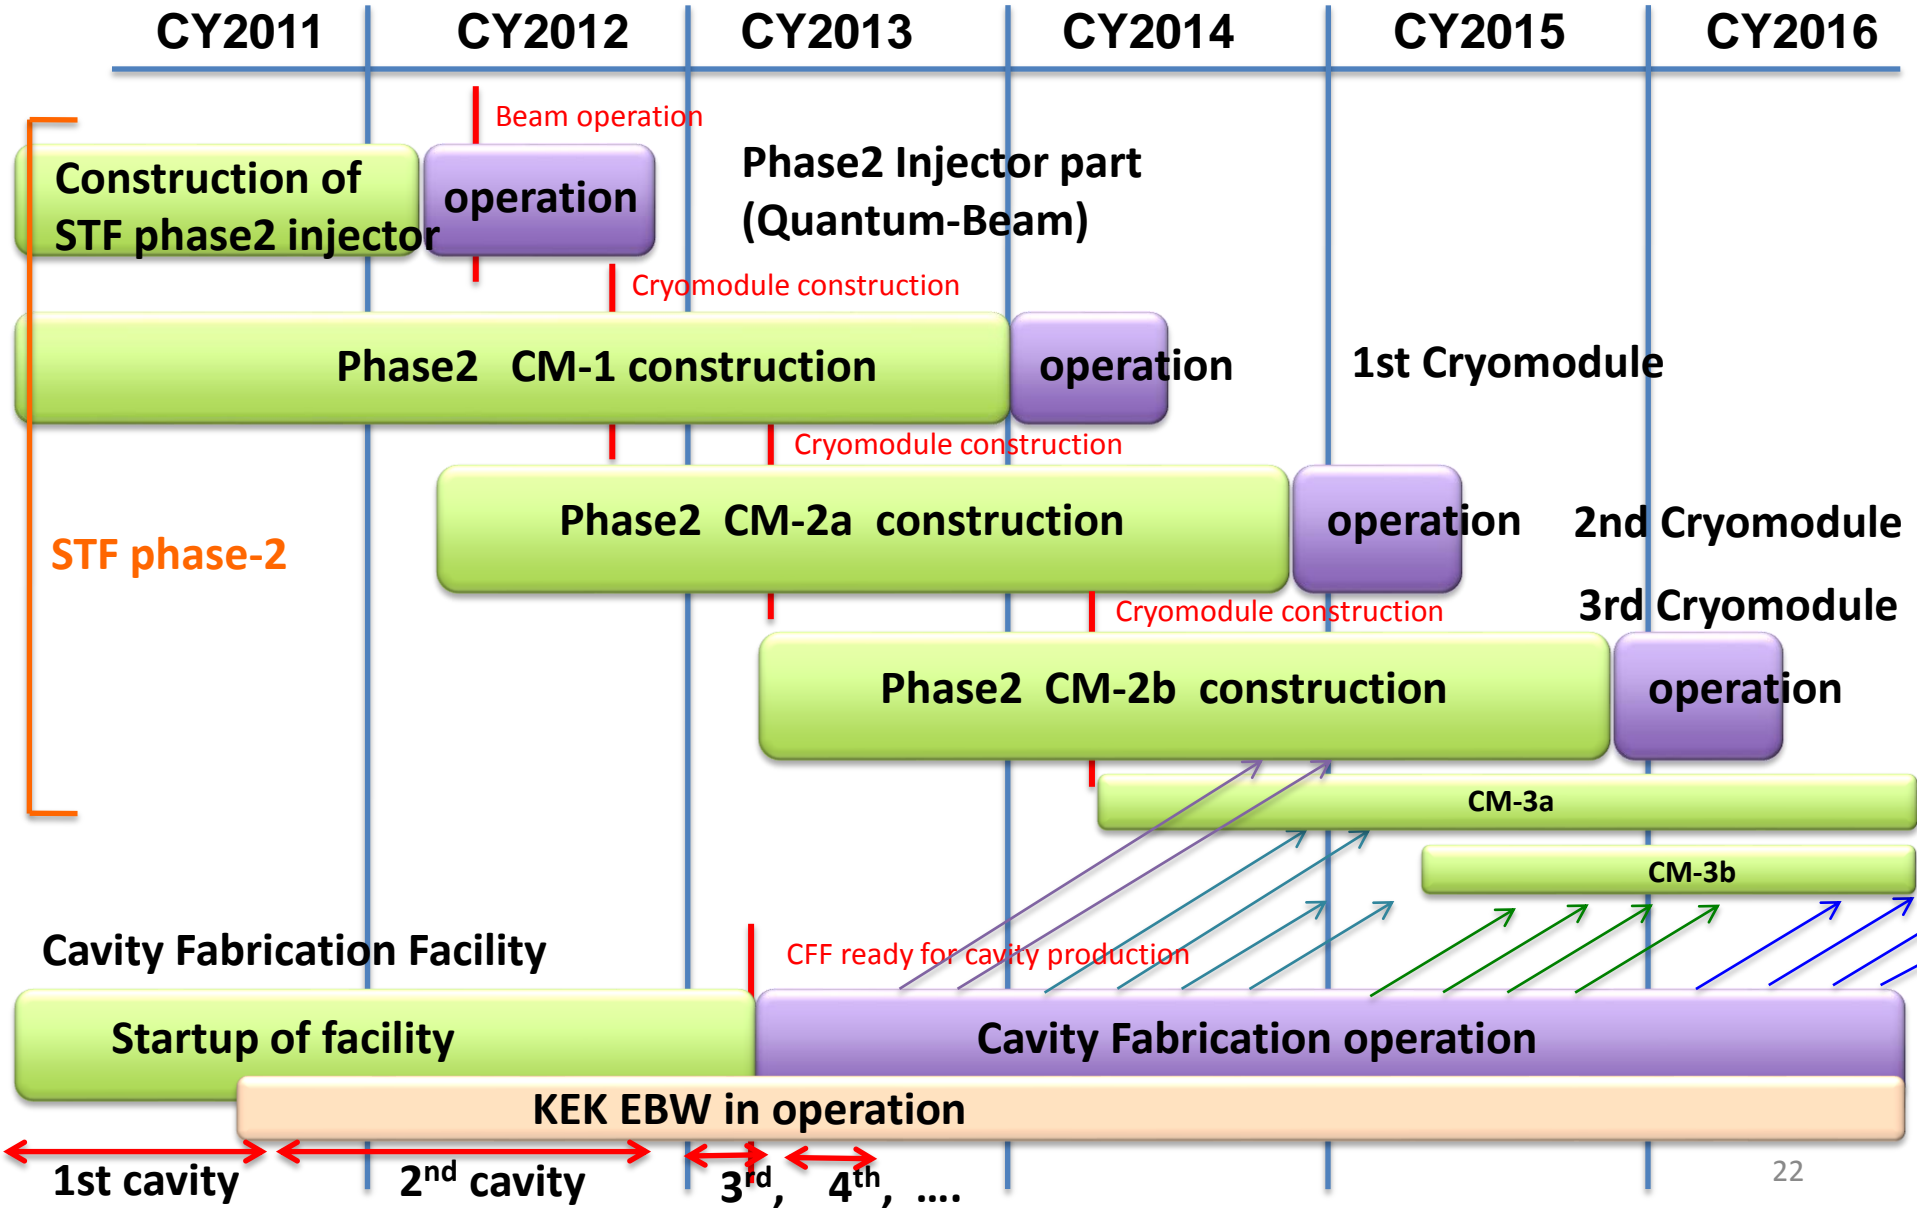 CY2011 CY2012 CY2013 CY2014 CY2015 CY2016
Beam operation
Construction of
STF phase2 injector
operation
Phase2 Injector part
(Quantum-Beam)
Cryomodule construction
Phase2 CM-1 construction
operation
1st Cryomodule
Cryomodule construction
Phase2 CM-2a construction
operation
2nd Cryomodule
STF phase-2
3rd Cryomodule
Cryomodule construction
Phase2 CM-2b construction
operation
CM-3a
CM-3b
Cavity Fabrication Facility
CFF ready for cavity production
Startup of facility
Cavity Fabrication operation
KEK EBW in operation
1st cavity 2nd cavity 3rd, 4th, ....
22